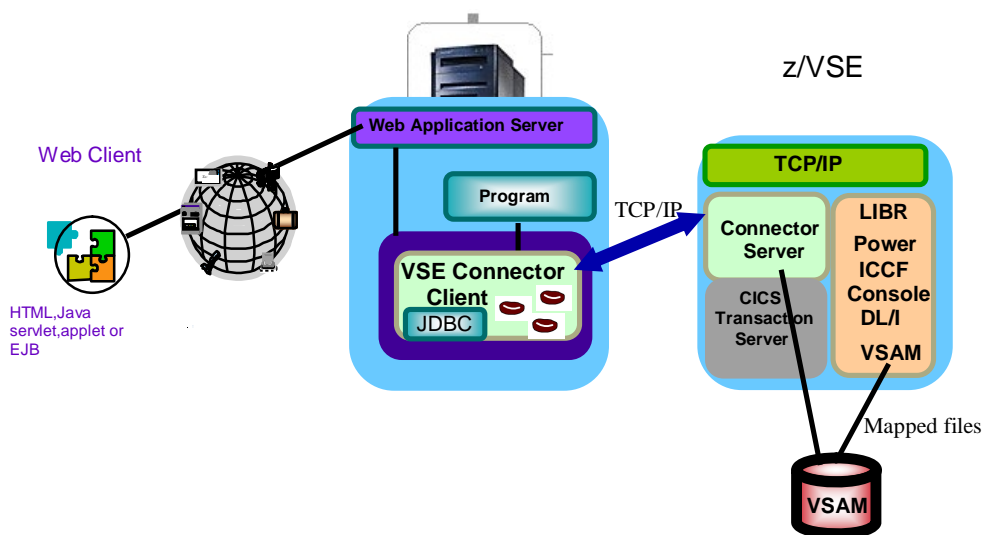 z/VSE
Web Application Server
Web Client
TCP/IP
Program
TCP/IP
LIBR
Connector
Server
Power
ICCF
Console
DL/I
VSAM
VSE Connector
Client
JDBC
CICS
Transaction
Server
HTML,Java
servlet,applet or
EJB
Mapped files
VSAM